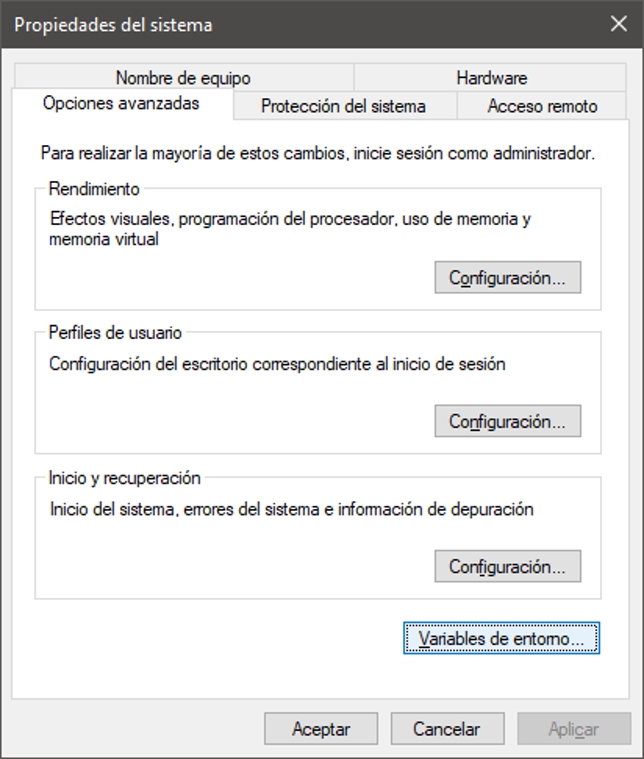 Propiedades del sistema
Nombre de equipo
Hardware
Opciones avanzadas
Protección del sistema
Acceso remoto
Para realizar la mayoría de estos cambios, inicie sesión como administrador.
Rendimiento
Efectos visuales, programación del procesador, uso de memoria y
memoria virtual
Configuración...
Perfiles de usuario
Configuración del escritorio correspondiente al inicio de sesión
Configuración...
Inicio y recuperación
Inicio del sistema, errores del sistema e información de depuración
Configuración...
Variables de entorno...
Aceptar
Cancelar
Aplicar